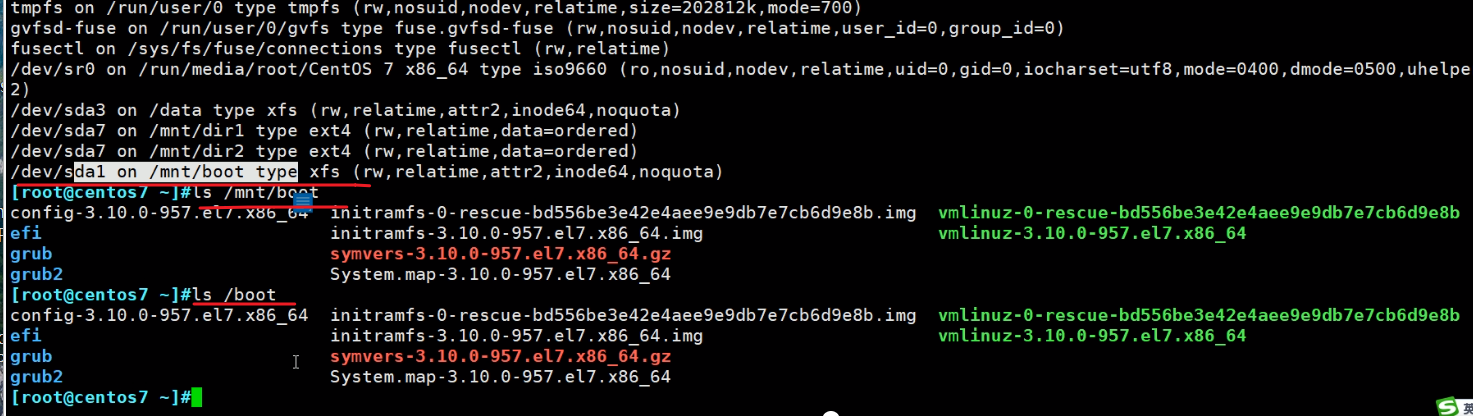 tmpfs on /run/user/0 type tmpfs (rw,nosuid,nodev,relatime,size=202812k,mode=700)
gvfsd-fuse on /run/user/0/gvfs type fuse.gvfsd-fuse (rw,nosuid,nodev,relatime,user_id=0,group_id=0)
fusectl on /sys/fs/fuse/connections type fusectl (rw,relatime)
/dev/sr0 on /run/media/root/CentOS 7 x86_64 type iso9660 (ro,nosuid,nodev,relatime,uid=0,gid=0,iocharset=utf8,mode=0400,dmode=0500,uhelpe
2)
/dev/sda3 on /data type xfs (rw,relatime,attr2,inode64,noquota)
/dev/sda7 on /mnt/dir1 type ext4 (rw,relatime,data=ordered)
/dev/sda7 on /mnt/dir2 type ext4 (rw,relatime,data=ordered)
/dev/sda1 on /mnt/boot type xfs (rw,relatime,attr2,inode64,noquota)
[root@centos7 ~]#ls /mnt/boot
config-3.10.0-957.el7.x86_64 initramfs-0-rescue-bd556be3e42e4aee9e9db7e7cb6d9e8b.img vmlinuz-0-rescue-bd556be3e42e4aee9e9db7e7cb6d9e8b
efi initramfs-3.10.0-957.el7.x86_64.img vmlinuz-3.10.0-957.el7.x86_64
grub symvers-3.10.0-957.el7.x86_64.gz
grub2 System.map-3.10.0-957.el7.x86_64
[root@centos7 ~]#ls /boot
config-3.10.0-957.el7.x86_64 initramfs-0-rescue-bd556be3e42e4aee9e9db7e7cb6d9e8b.img vmlinuz-0-rescue-bd556be3e42e4aee9e9db7e7cb6d9e8b
efi initramfs-3.10.0-957.el7.x86_64.img vmlinuz-3.10.0-957.el7.x86_64
grub symvers-3.10.0-957.el7.x86_64.gz
grub2 System.map-3.10.0-957.el7.x86_64
[root@centos7 ~]#
S 英